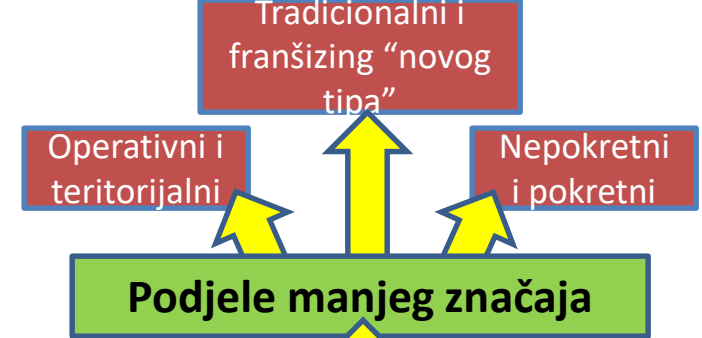 Tradicionalni i
franšizing “novog
tipa”
Operativni i
teritorijalni
Nepokretni
i pokretni
Podjele manjeg značaja